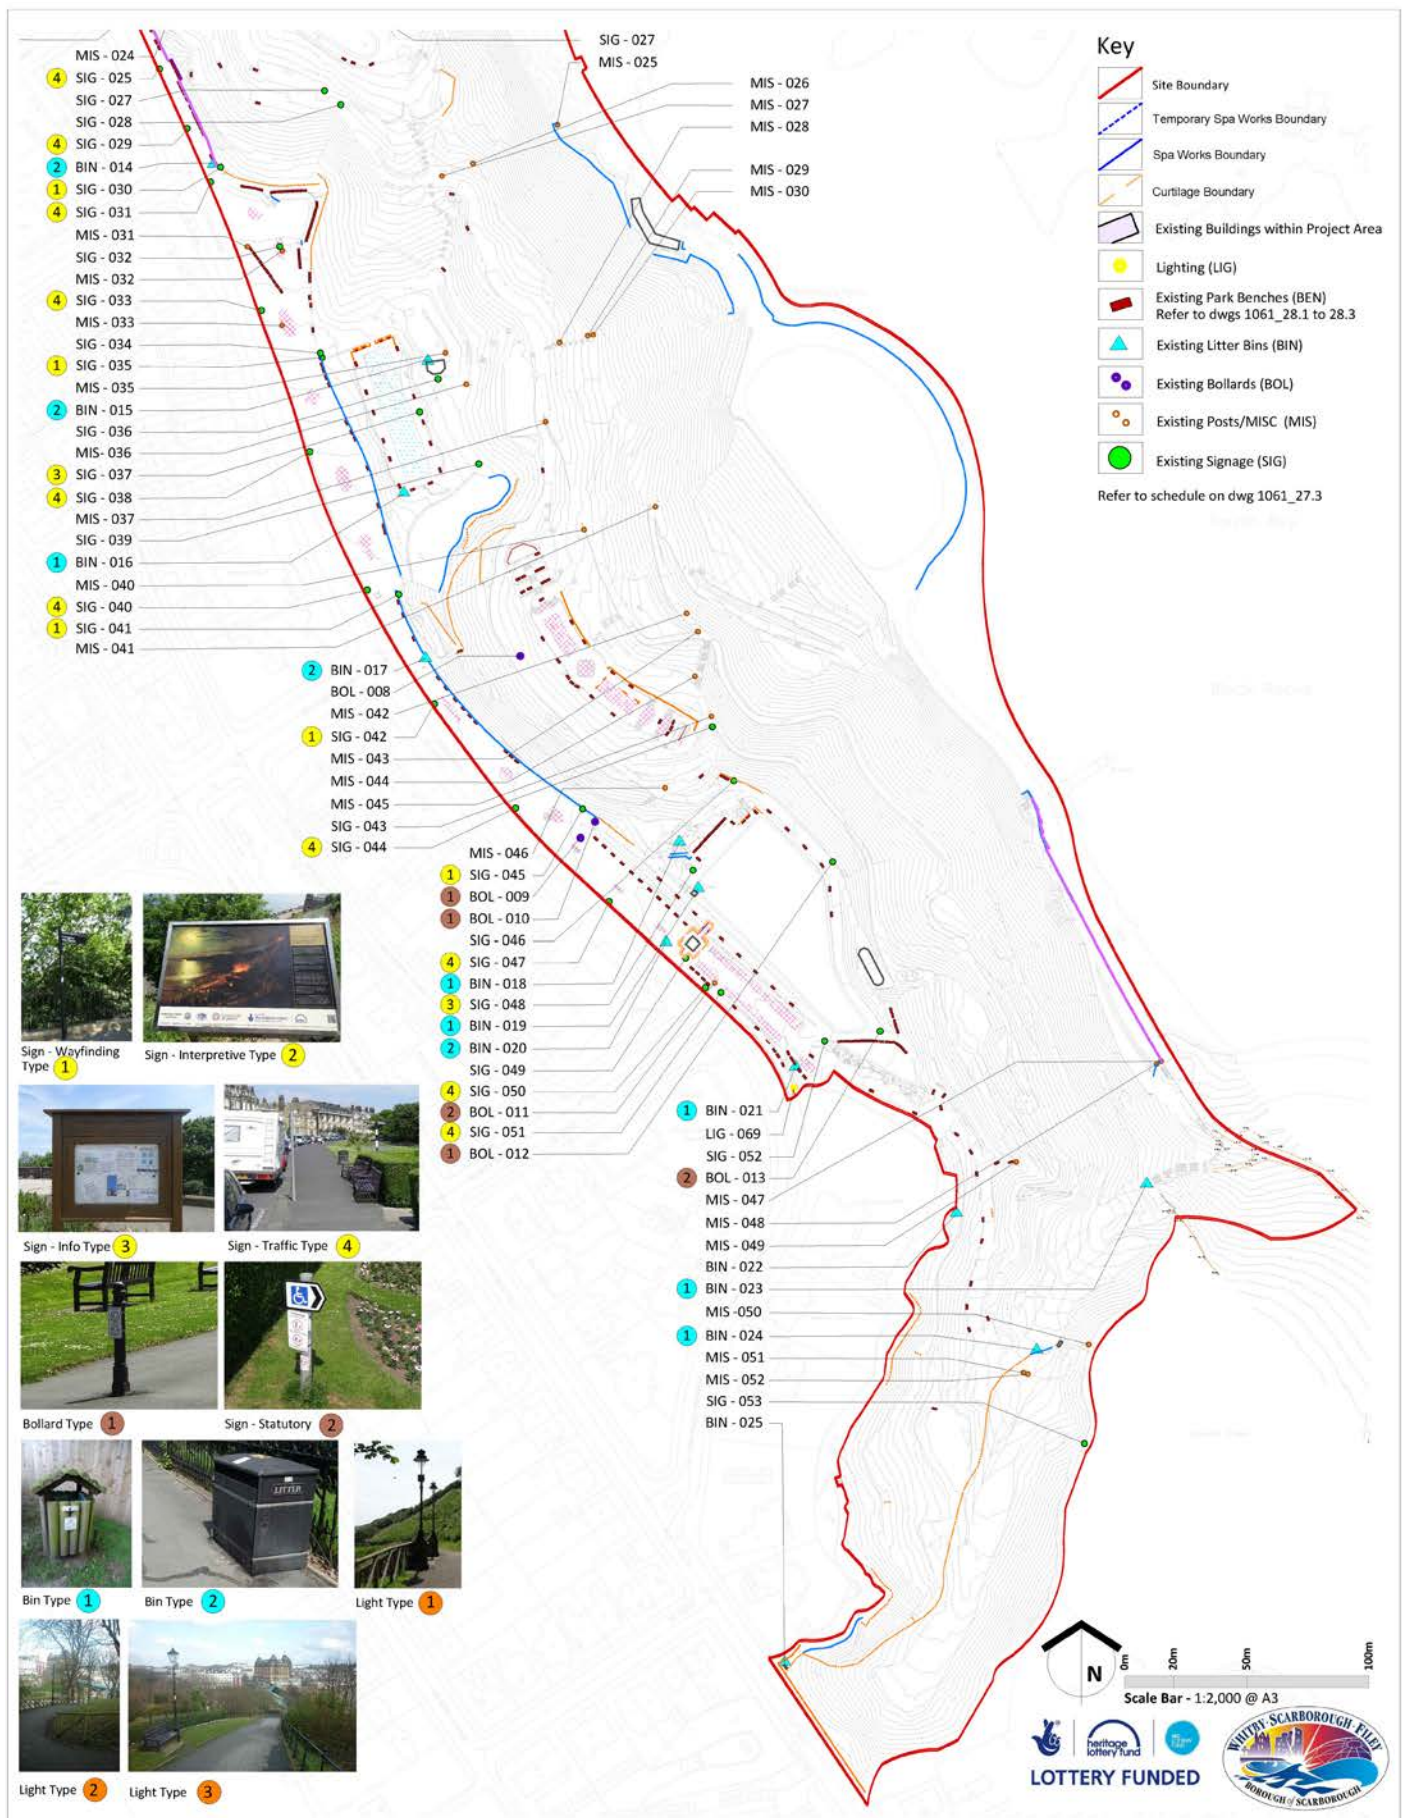 MIS - 024
SIG - 027
MIS - 025
4 SIG - 025
SIG - 027
SIG - 028
4 SIG - 029
2 BIN - 014
1 SIG - 030
4 SIG - 031
MIS - 031
SIG - 032
MIS - 032
4 SIG - 033
MIS - 033
SIG - 034
1 SIG - 035
MIS - 035
2 BIN - 015
SIG - 036
MIS- 036
3 SIG - 037
4 SIG - 038
MIS - 037
SIG - 039
1 BIN - 016
MIS - 040
4 SIG - 040
1 SIG - 041
MIS - 041
MIS - 026
MIS - 027
MIS - 028
MIS - 029
MIS - 030
2 BIN - 017
BOL - 008
MIS - 042
1 SIG - 042
MIS - 043
MIS - 044
MIS - 045
SIG - 043
4 SIG - 044
MIS - 046
1 SIG - 045
1 BOL - 009
1 BOL - 010
SIG - 046
4 SIG - 047
1 BIN - 018
3 SIG - 048
1 BIN - 019
2 BIN - 020
SIG - 049
4 SIG - 050
2 BOL - 011
4 SIG - 051
1 BOL - 012
1 BIN - 021
LIG - 069
SIG - 052
2 BOL - 013
MIS - 047
MIS - 048
MIS - 049
BIN - 022
1 BIN - 023
MIS -050
1 BIN - 024
MIS - 051
MIS - 052
SIG - 053
BIN - 025
Key
Site Boundary
Temporary Spa Works Boundary
Spa Works Boundary
Curtilage Boundary
Existing Buildings within Project Area
Lighting (LIG)
Existing Park Benches (BEN)
Refer to dwgs 1061_28.1 to 28.3
Existing Litter Bins (BIN)
Existing Bollards (BOL)
Existing Posts/MISC (MIS)
Existing Signage (SIG)
Refer to schedule on dwg 1061_27.3
Sign - Wayfinding
Type 1
Sign - Interpretive Type 2
Sign - Info Type 3
Sign - Traffic Type 4
Bollard Type 1
Sign - Statutory 2
LITTER
Bin Type 1
Bin Type 2
Light Type 1
Light Type 2
Light Type 3
N
0m
20m
50m
100m
Scale Bar - 1:2,000 @ A3
heritage
lottery fund
LOTTERY FUNDED
WHITBY·SCARBOROUGH·FILEY
BOROUGH of SCARBOROUGH